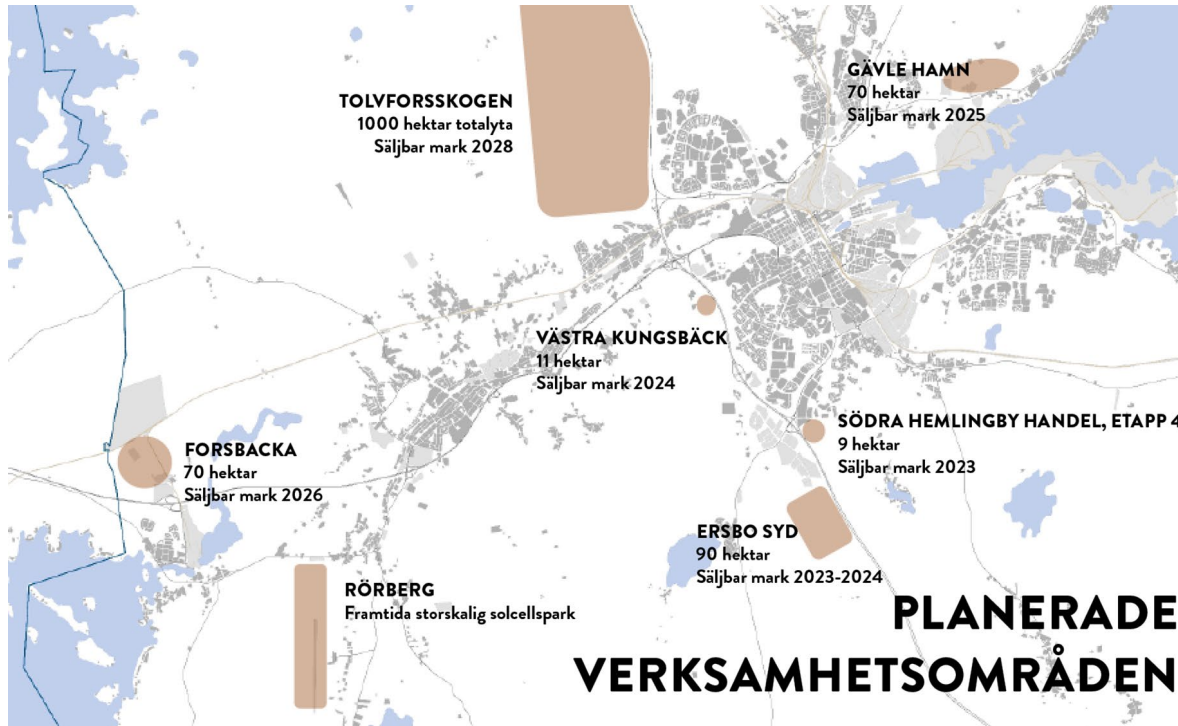 TOLVFORSSKOGEN
1000 hektar totalyta
Säljbar mark 2028
GÄVLE HAMN
70 hektar
Säljbar mark 2025
VÄSTRA KUNGSBÄCK
11 hektar
Säljbar mark 2024
SÖDRA HEMLINGBY HANDEL, ETAPP 4
9 hektar
Säljbar mark 2023
FORSBACKA
70 hektar
Säljbar mark 2026
ERSBO SYD
90 hektar
Säljbar mark 2023-2024
RÖRBERG
Framtida storskalig solcellspark
PLANERADE
VERKSAMHETSOMRÅDEN